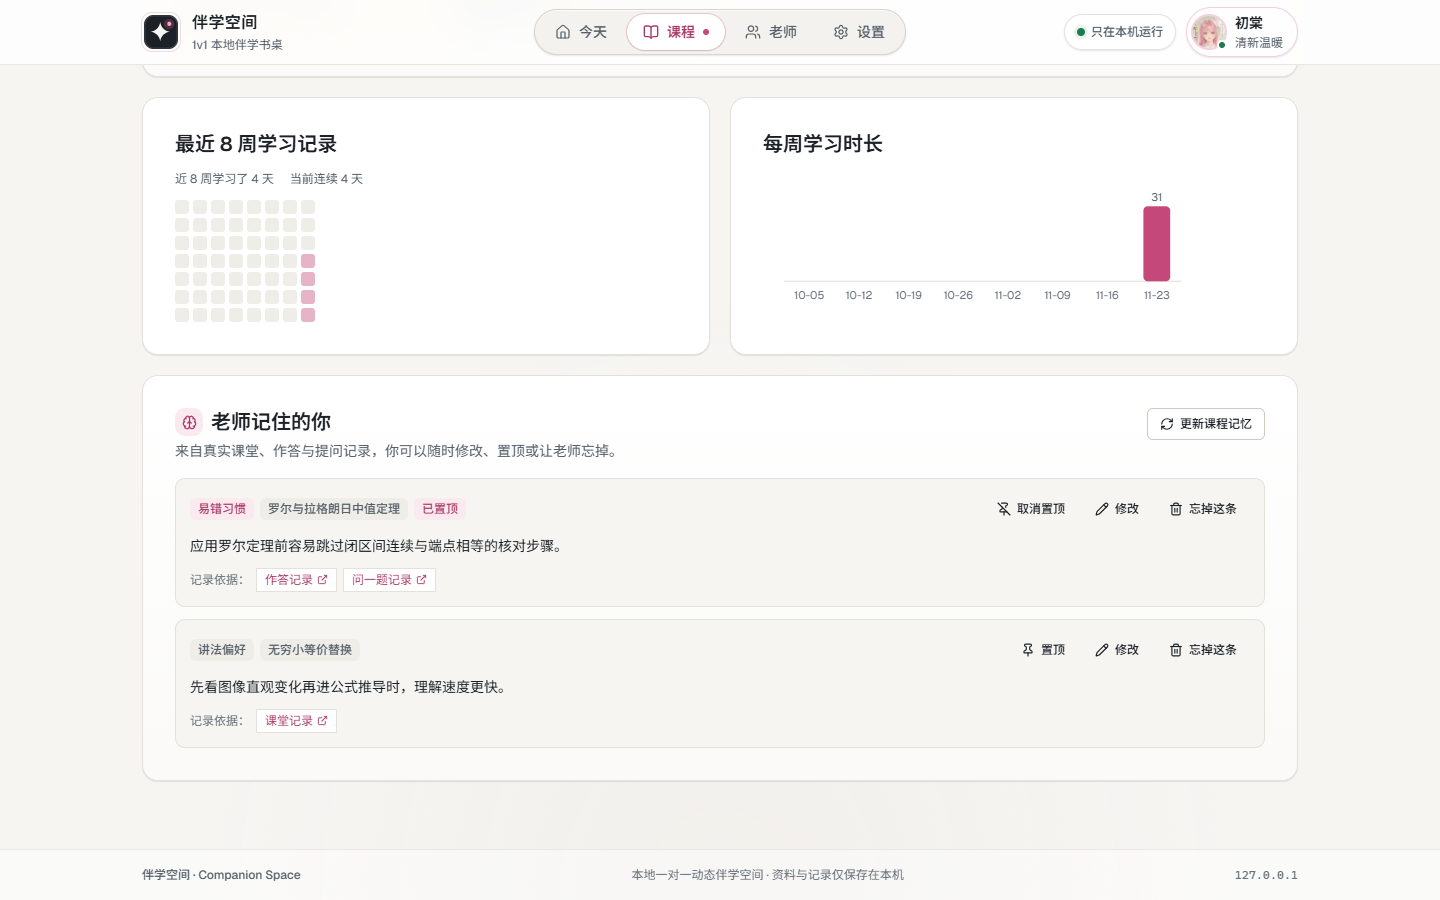 伴学空间
1v1 本地伴学书桌
今天
课程
老师
设置
只在本机运行
初棠
清新温暖
最近 8 周学习记录
近 8 周学习了 4 天 当前连续 4 天
每周学习时长
31
10-05 10-12 10-19 10-26 11-02 11-09 11-16 11-23
老师记住的你
更新课程记忆
来自真实课堂、作答与提问记录，你可以随时修改、置顶或让老师忘掉。
易错习惯 罗尔与拉格朗日中值定理 已置顶 取消置顶 修改 忘掉这条
应用罗尔定理前容易跳过闭区间连续与端点相等的核对步骤。
记录依据： 作答记录 问一题记录
讲法偏好 无穷小等价替换 置顶 修改 忘掉这条
先看图像直观变化再进公式推导时，理解速度更快。
记录依据： 课堂记录
伴学空间 · Companion Space
本地一对一动态伴学空间 · 资料与记录仅保存在本机
127.0.0.1